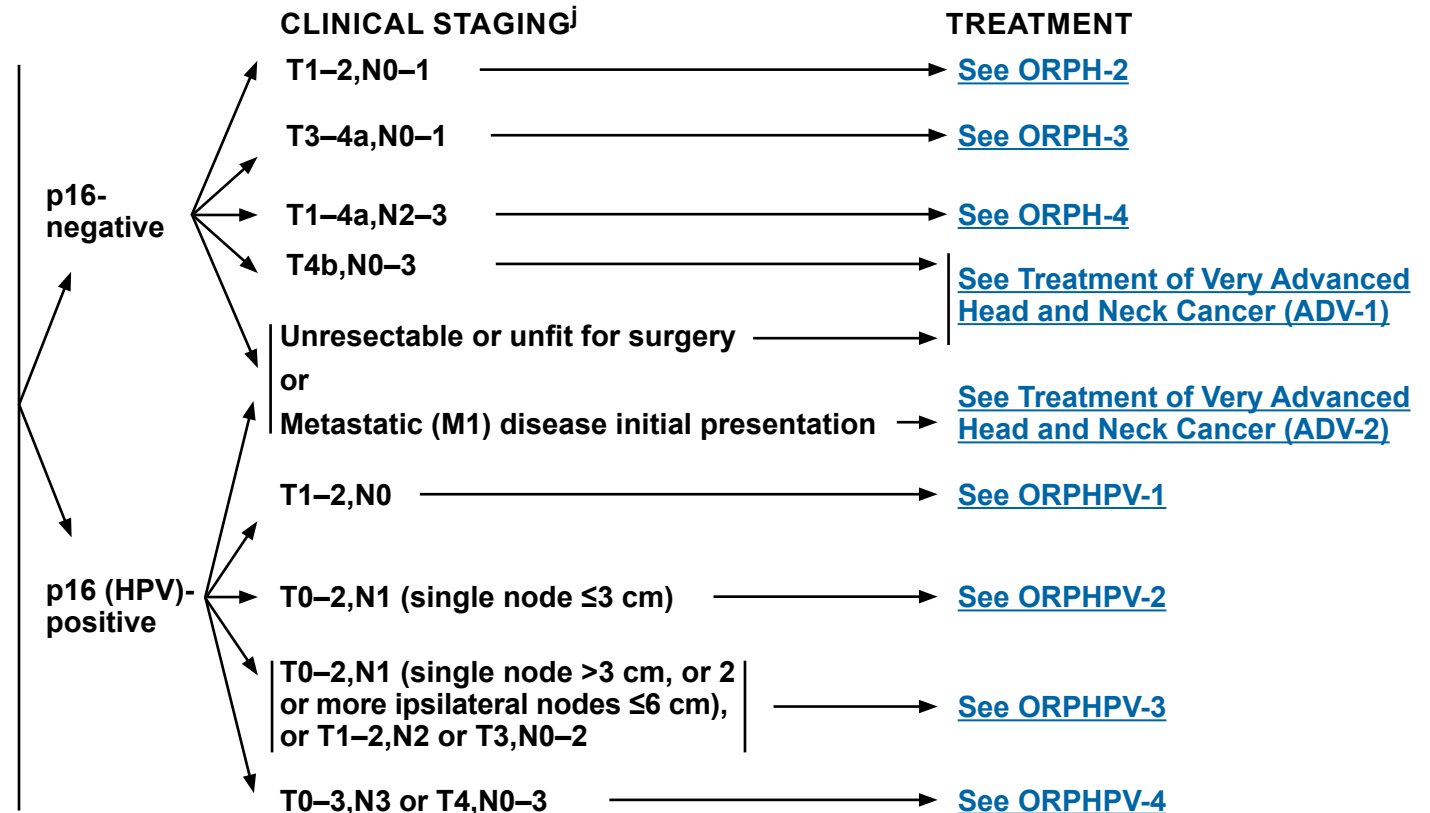 CLINICAL STAGINGj
TREATMENT
p16-
negative
T1–2,N0–1
See ORPH-2
T3–4a,N0–1
See ORPH-3
T1–4a,N2–3
See ORPH-4
T4b,N0–3
See Treatment of Very Advanced
Head and Neck Cancer (ADV-1)
Unresectable or unfit for surgery
or
Metastatic (M1) disease initial presentation
See Treatment of Very Advanced
Head and Neck Cancer (ADV-2)
p16 (HPV)-
positive
T1–2,N0
See ORPHPV-1
T0–2,N1 (single node ≤3 cm)
See ORPHPV-2
T0–2,N1 (single node >3 cm, or 2
or more ipsilateral nodes ≤6 cm),
or T1–2,N2 or T3,N0–2
See ORPHPV-3
T0–3,N3 or T4,N0–3
See ORPHPV-4